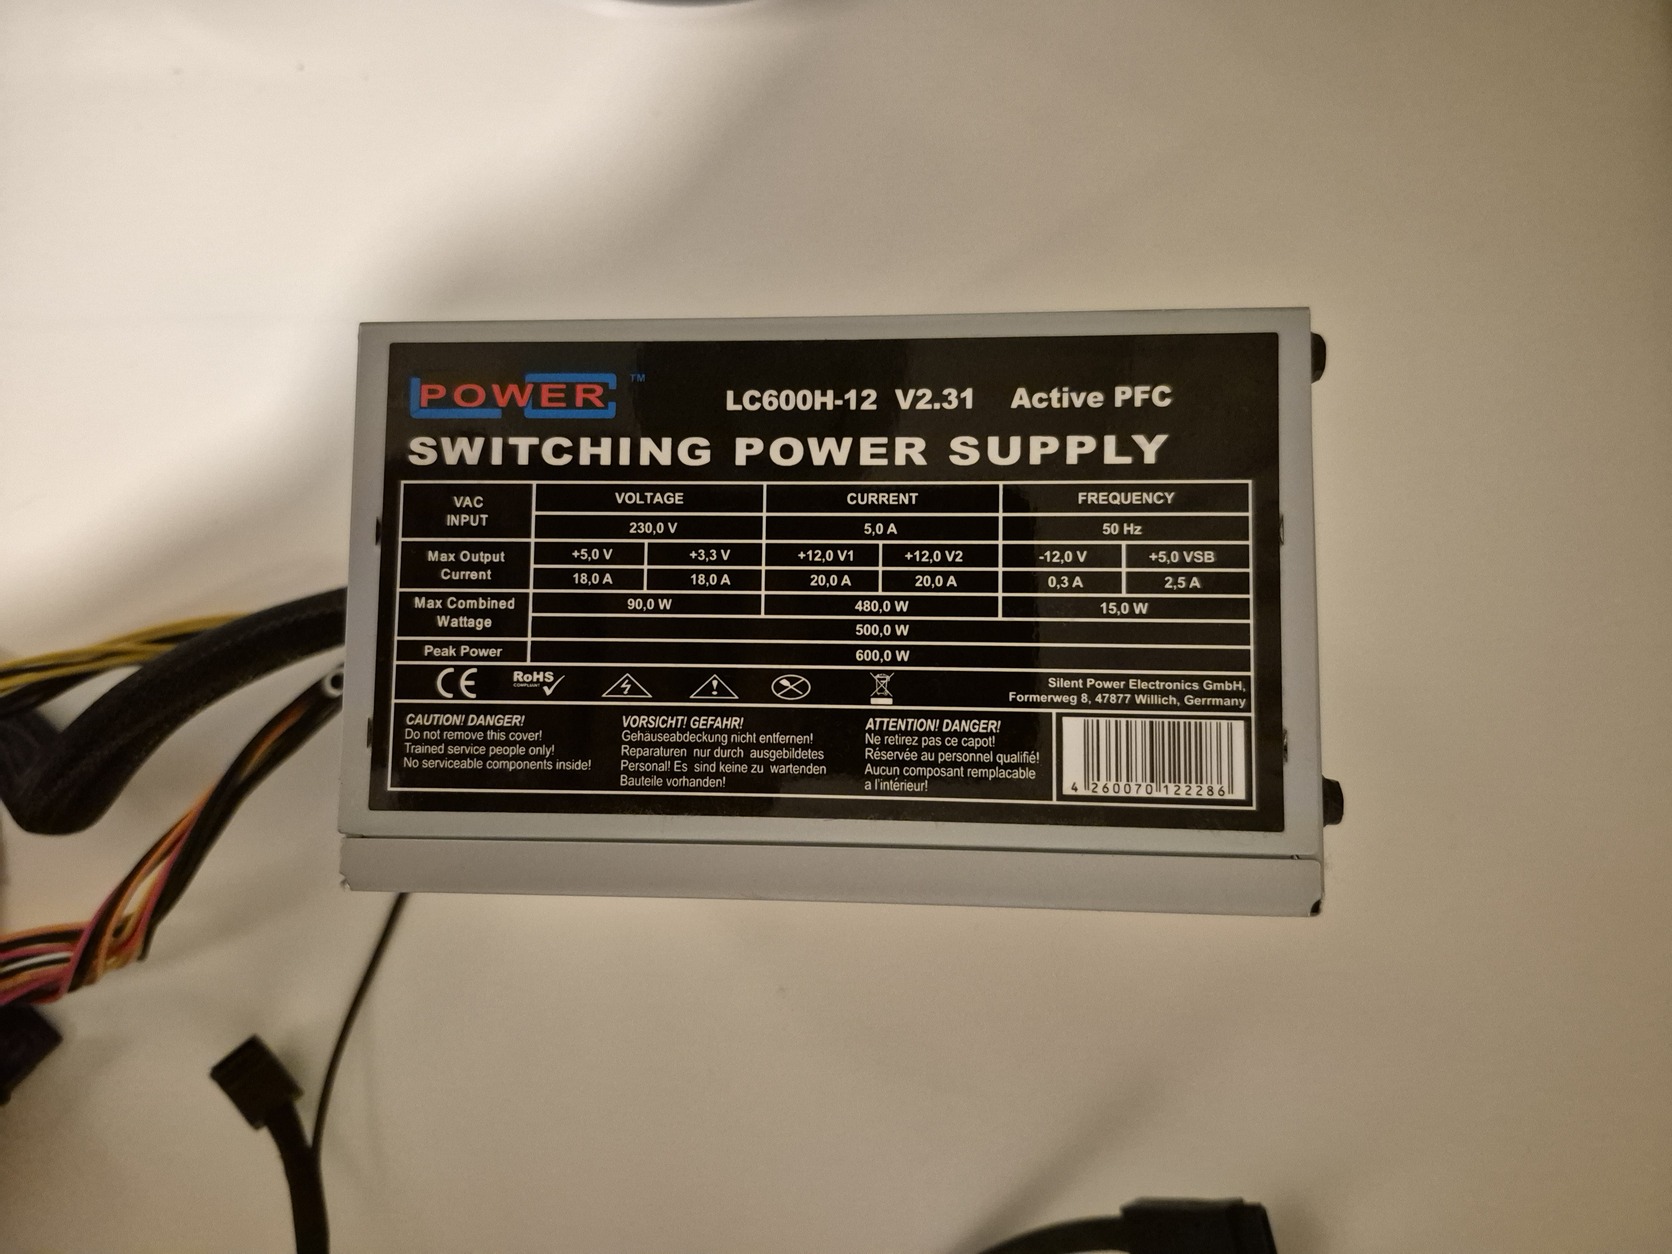 POWER ™
LC600H-12 V2.31 Active PFC
SWITCHING POWER SUPPLY
VAC INPUT VOLTAGE CURRENT FREQUENCY
230,0 V 5,0 A 50 Hz
Max Output Current +5,0 V +3,3 V +12,0 V1 +12,0 V2 -12,0 V +5,0 VSB
18,0 A 18,0 A 20,0 A 20,0 A 0,3 A 2,5 A
Max Combined Wattage 90,0 W 480,0 W 15,0 W
500,0 W
Peak Power 600,0 W
CE RoHS COMPLIANT
Silent Power Electronics GmbH,
Formerweg 8, 47877 Willich, Gerrmany
CAUTION! DANGER!
Do not remove this cover!
Trained service people only!
No serviceable components inside!
VORSICHT! GEFAHR!
Gehäuseabdeckung nicht entfernen!
Reparaturen nur durch ausgebildetes
Personal! Es sind keine zu wartenden
Bauteile vorhanden!
ATTENTION! DANGER!
Ne retirez pas ce capot!
Réservée au personnel qualifié!
Aucun composant remplacable
a l'intérieur!
4 260070 122286